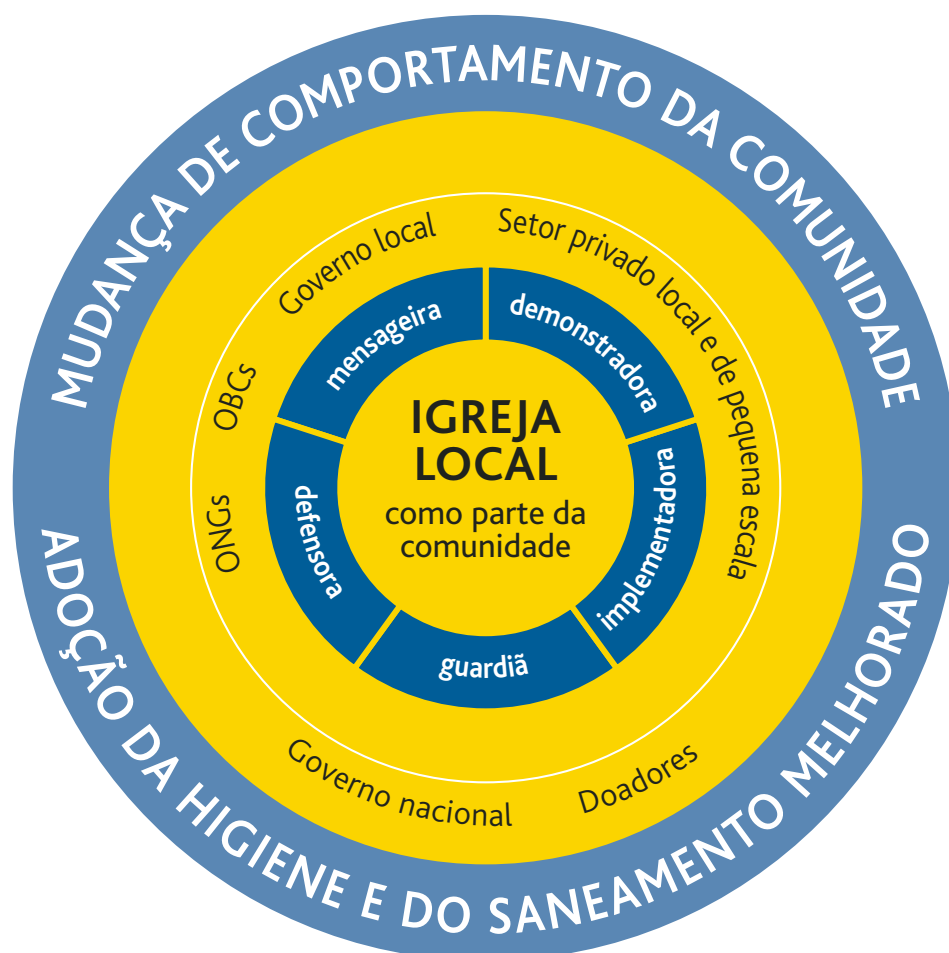 MUDANÇA DE COMPORTAMENTO DA COMUNIDADE
Governo local
Setor privado local e de pequena escala
OBCs
ONGs
mensageira
demonstradora
defensora
implementadora
guardiã
IGREJA
LOCAL
como parte da
comunidade
Governo nacional
Doadores
ADOÇÃO DA HIGIENE E DO SANEAMENTO MELHORADO